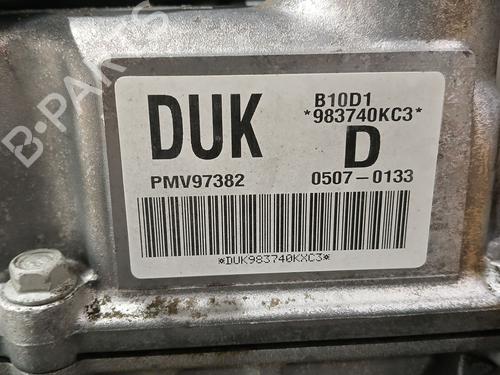 DUK
B10D1
*983740KC3*
D
PMV97382
0507-0133
*DUK983740KXC3*
B-PARTS